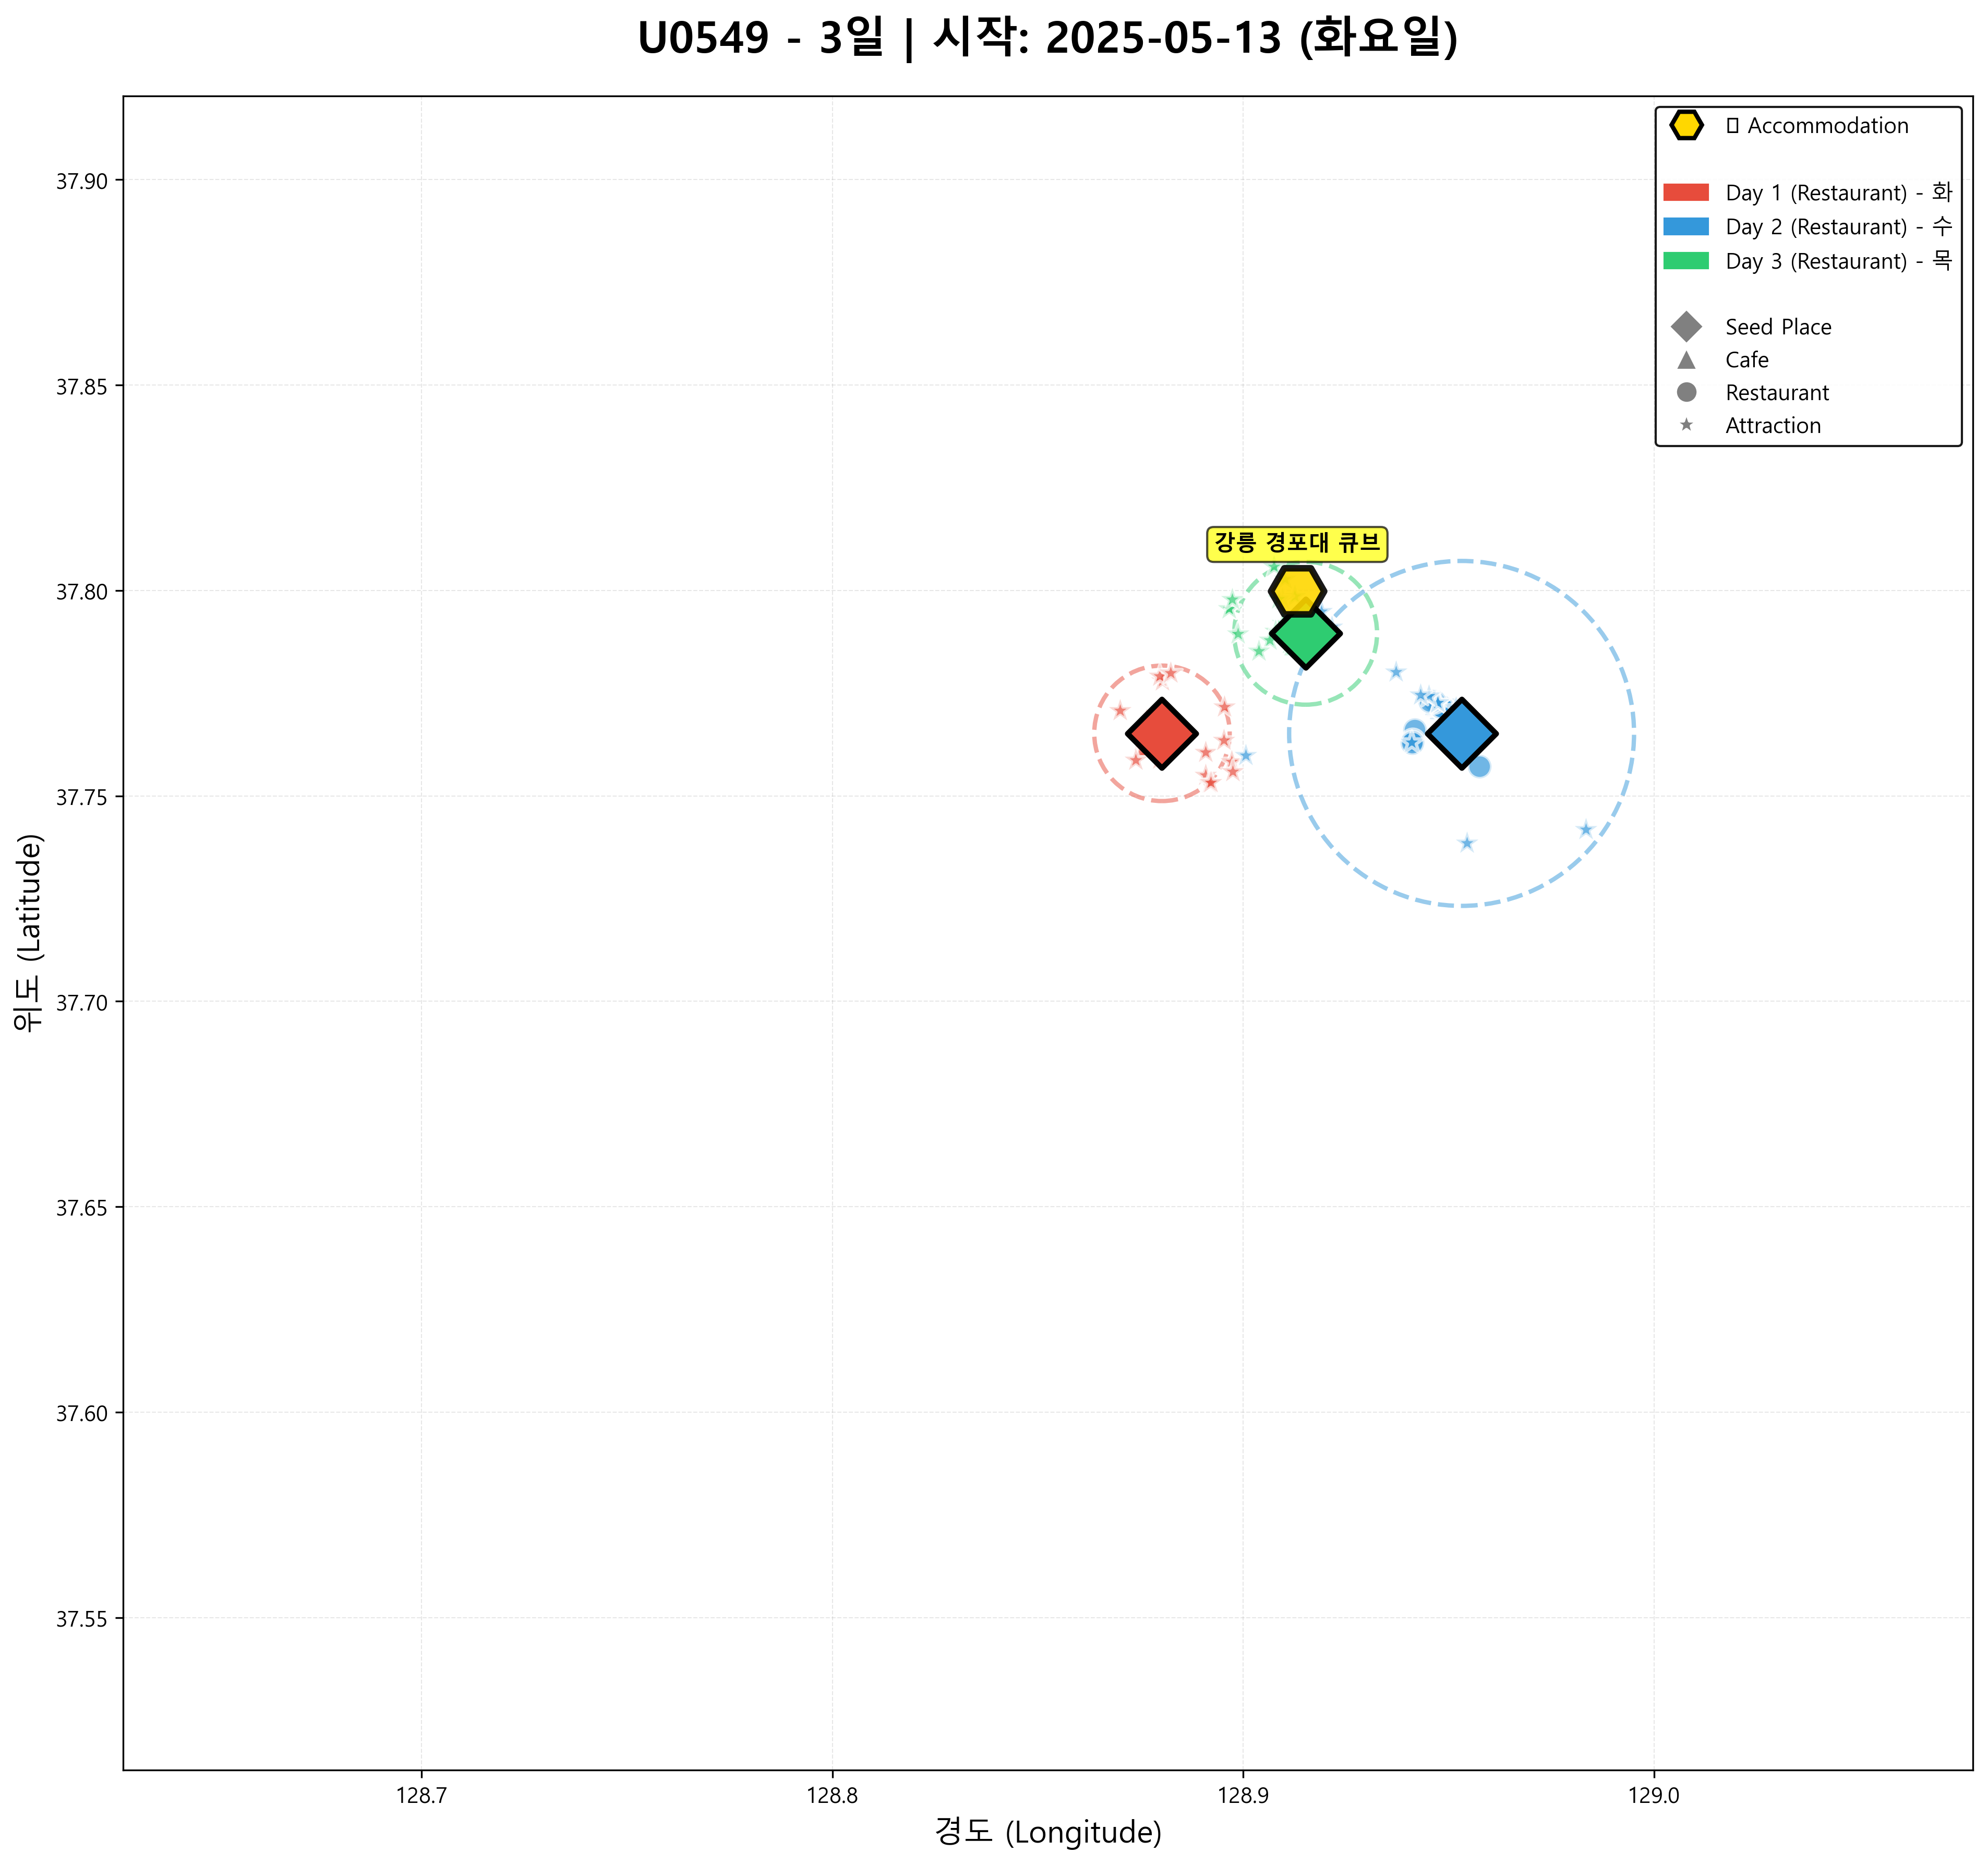 U0549 - 3일 | 시작: 2025-05-13 (화요일)
Accommodation
Day 1 (Restaurant) - 화
Day 2 (Restaurant) - 수
Day 3 (Restaurant) - 목
Seed Place
Cafe
Restaurant
Attraction
강릉 경포대 큐브
위도 (Latitude)
37.90
37.85
37.80
37.75
37.70
37.65
37.60
37.55
128.7
128.8
128.9
129.0
경도 (Longitude)